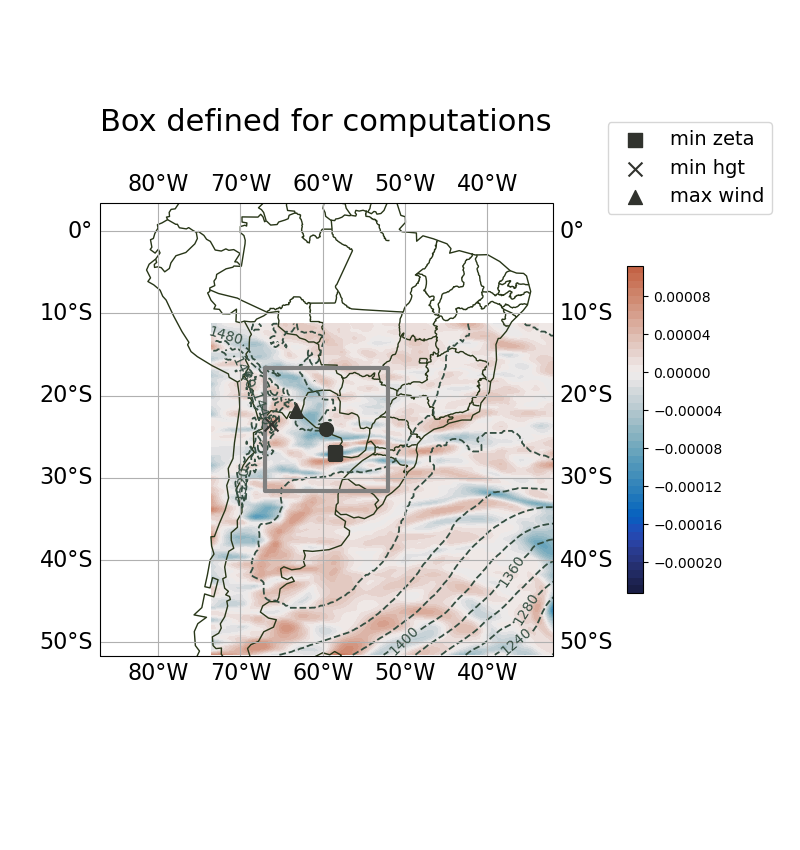 Box defined for computations
min zeta
min hgt
max wind
80°W 70°W 60°W 50°W 40°W
0° 0°
10°S 10°S
20°S 20°S
30°S 30°S
40°S 40°S
50°S 50°S
80°W 70°W 60°W 50°W 40°W
1480
1360
1280
1240
1400
0.00008
0.00004
0.00000
−0.00004
−0.00008
−0.00012
−0.00016
−0.00020